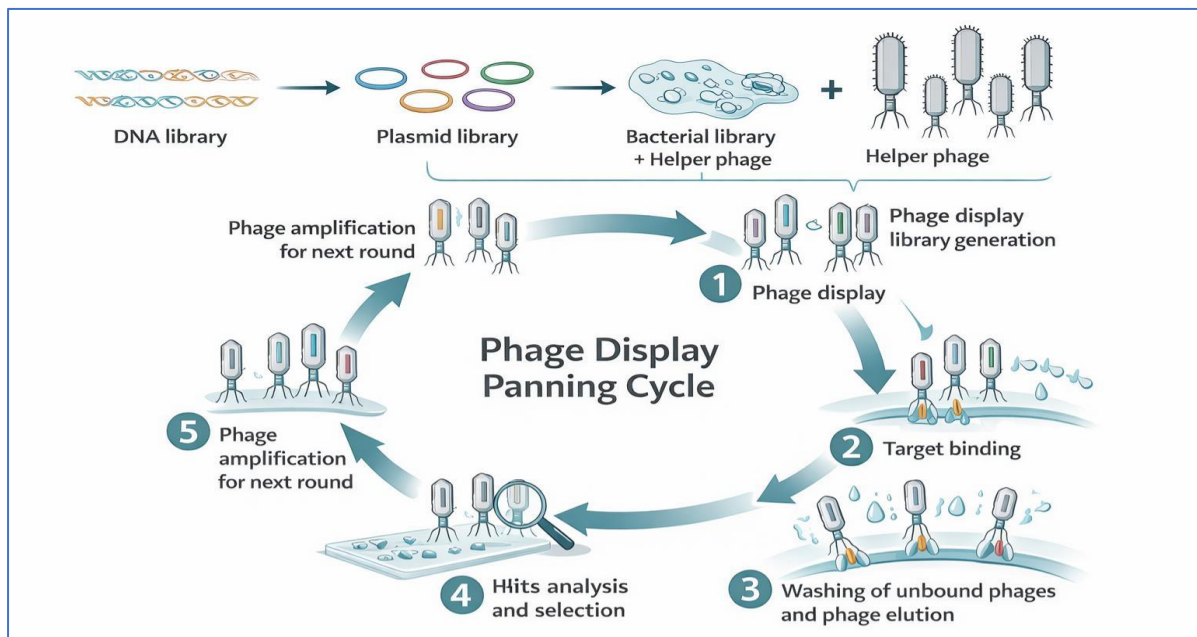 DNA library
Plasmid library
Bacterial library
+ Helper phage
+
Helper phage
Phage amplification
for next round
Phage display
library generation
1 Phage display
Phage Display
Panning Cycle
2 Target binding
3 Washing of unbound phages
and phage elution
4 Hits analysis
and selection
5 Phage
amplification
for next round